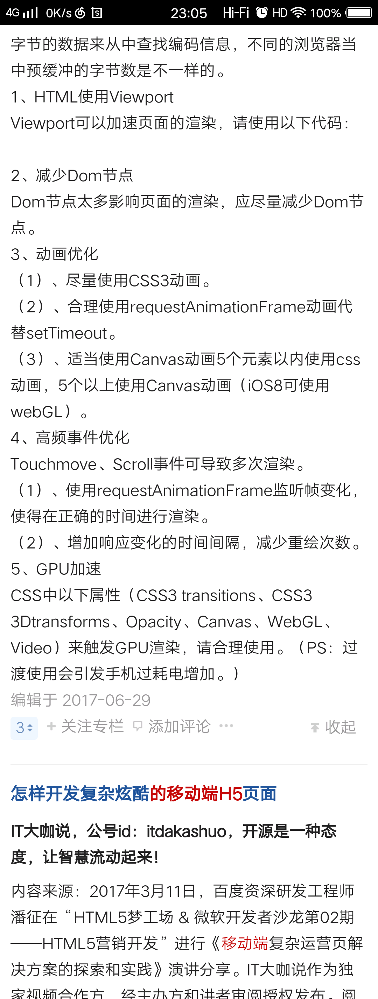 4G 0K/s 23:05 Hi-Fi HD 100%
字节的数据来从中查找编码信息，不同的浏览器当
中预缓冲的字节数是不一样的。
1、HTML使用Viewport
Viewport可以加速页面的渲染，请使用以下代码：
2、减少Dom节点
Dom节点太多影响页面的渲染，应尽量减少Dom节
点。
3、动画优化
（1）、尽量使用CSS3动画。
（2）、合理使用requestAnimationFrame动画代
替setTimeout。
（3）、适当使用Canvas动画5个元素以内使用css
动画，5个以上使用Canvas动画（iOS8可使用
webGL）。
4、高频事件优化
Touchmove、Scroll事件可导致多次渲染。
（1）、使用requestAnimationFrame监听帧变化，
使得在正确的时间进行渲染。
（2）、增加响应变化的时间间隔，减少重绘次数。
5、GPU加速
CSS中以下属性（CSS3 transitions、CSS3
3Dtransforms、Opacity、Canvas、WebGL、
Video）来触发GPU渲染，请合理使用。（PS：过
渡使用会引发手机过耗电增加。）
编辑于 2017-06-29
3 关注专栏 添加评论 ··· 收起
怎样开发复杂炫酷的移动端H5页面
IT大咖说，公号id：itdakashuo，开源是一种态
度，让智慧流动起来！
内容来源：2017年3月11日，百度资深研发工程师
潘征在“HTML5梦工场 & 微软开发者沙龙第02期
——HTML5营销开发”进行《移动端复杂运营页解
决方案的探索和实践》演讲分享。IT大咖说作为独
家视频合作方，经主办方和讲者审阅授权发布。阅